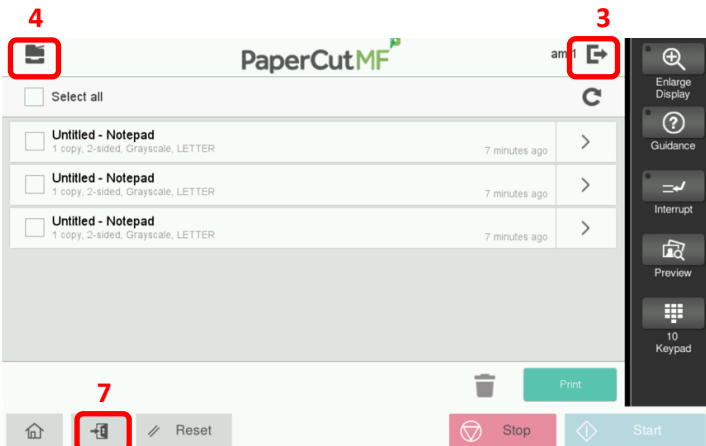 4
3
PaperCutMF
Select all
Enlarge
Display
Untitled - Notepad
1 copy, 2-sided, Grayscale, LETTER
7 minutes ago
Guidance
Untitled - Notepad
1 copy, 2-sided, Grayscale, LETTER
7 minutes ago
Interrupt
Untitled - Notepad
1 copy, 2-sided, Grayscale, LETTER
7 minutes ago
Preview
10
Keypad
Print
7
Reset
Stop
Start